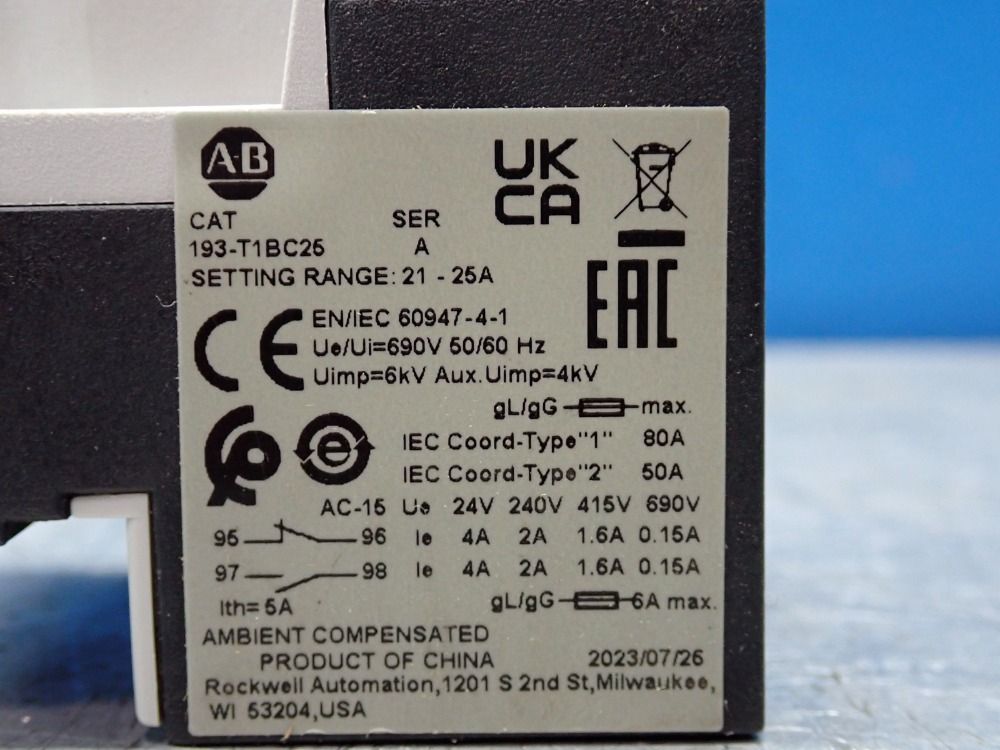 A-B
UK
CA
CAT SER
193-T1BC25 A
SETTING RANGE: 21 - 25A
EAC
CE
EN/IEC 60947-4-1
Ue/Ui=690V 50/60 Hz
Uimp=6kV Aux.Uimp=4kV
gL/gG max.
e
IEC Coord-Type"1" 80A
IEC Coord-Type"2" 50A
AC-15 Ue 24V 240V 415V 690V
95 96 Ie 4A 2A 1.6A 0.15A
97 98 Ie 4A 2A 1.6A 0.15A
Ith= 5A gL/gG 6A max.
AMBIENT COMPENSATED
PRODUCT OF CHINA 2023/07/26
Rockwell Automation,1201 S 2nd St,Milwaukee,
WI 53204,USA